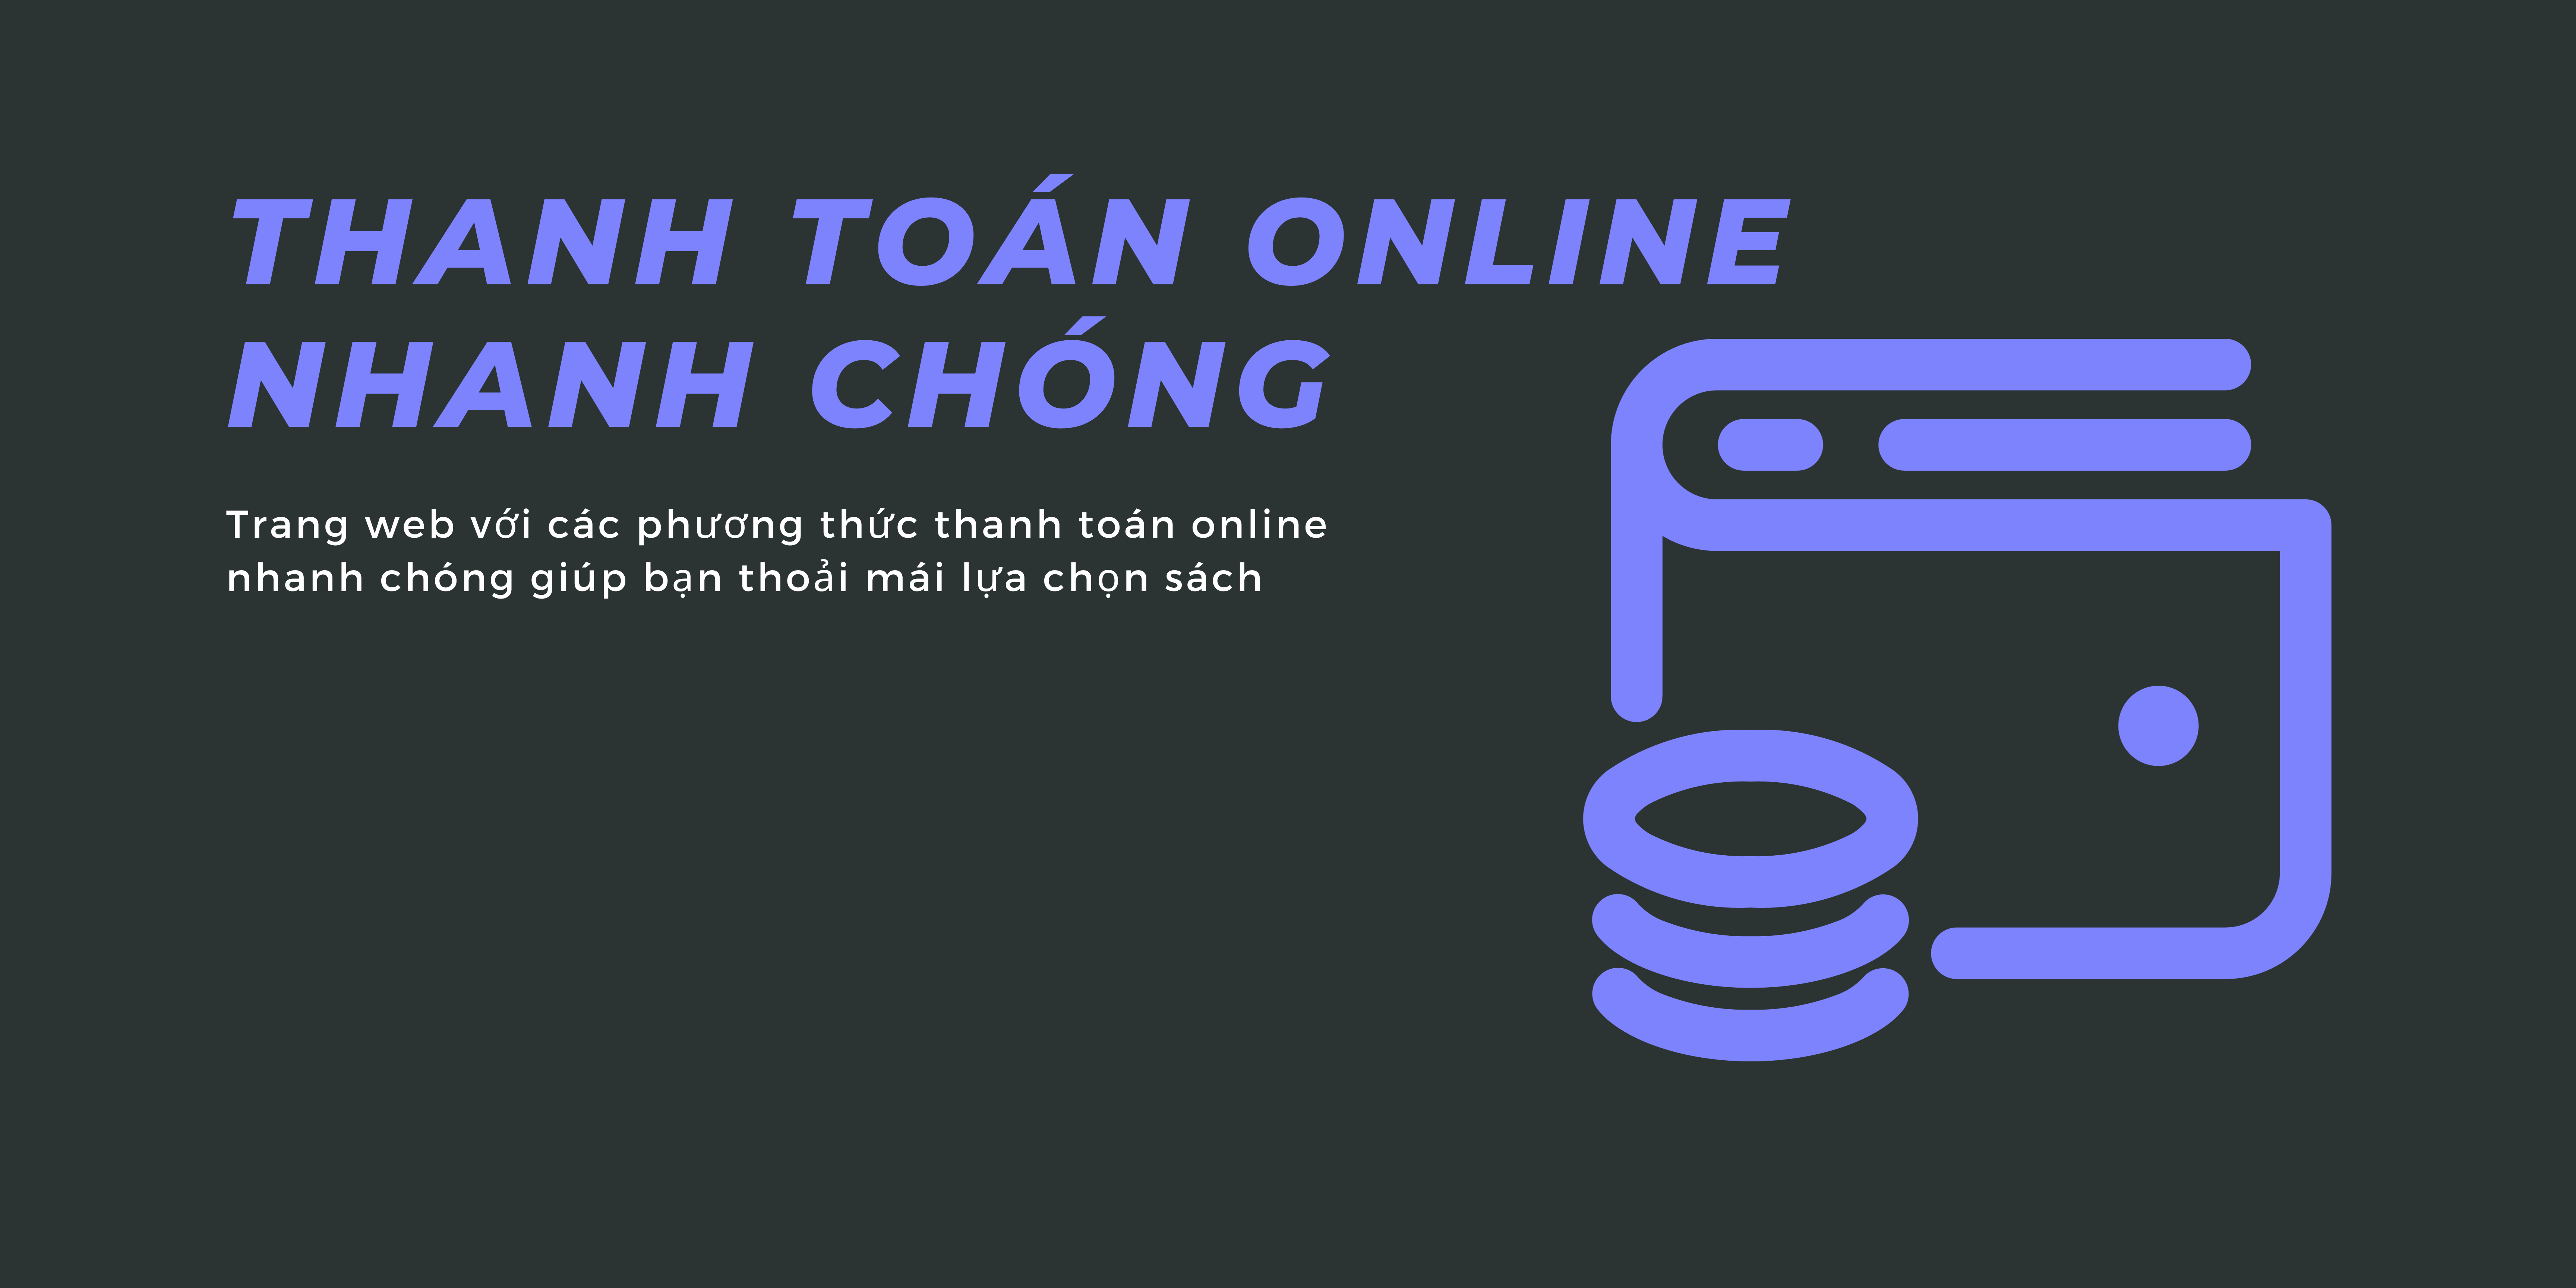 THANH TOÁN ONLINE
NHANH CHÓNG
Trang web với các phương thức thanh toán online
nhanh chóng giúp bạn thoải mái lựa chọn sách